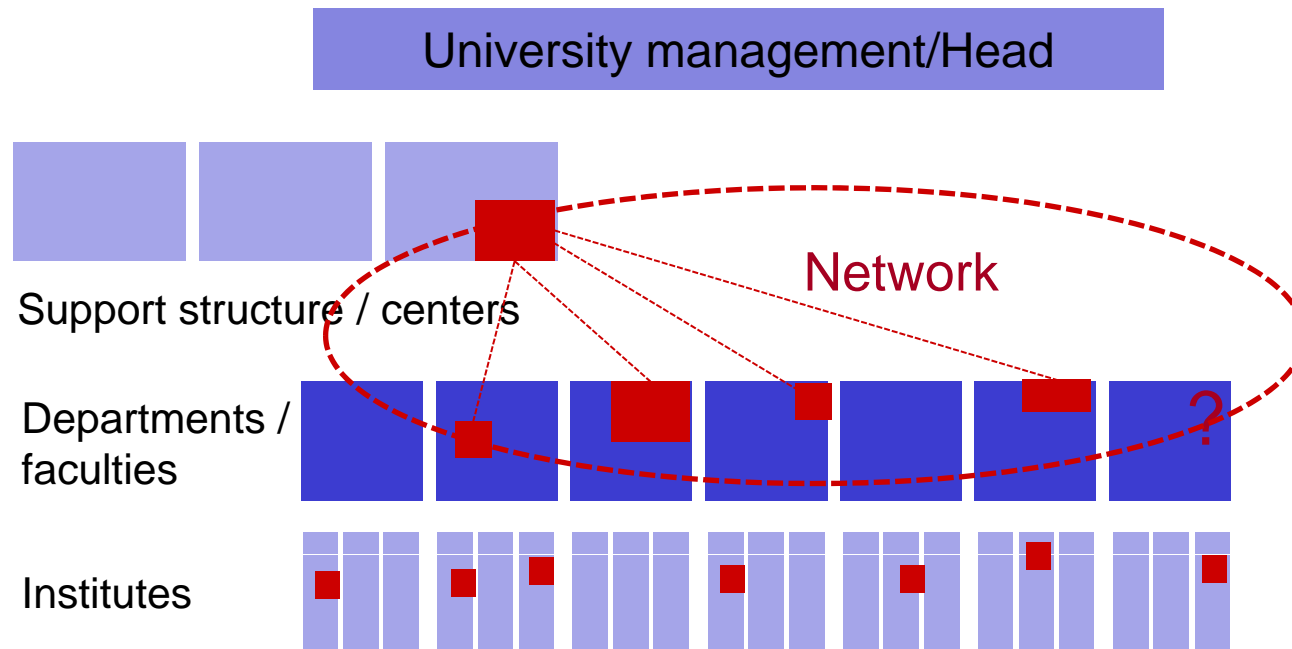 University management/Head
Network
Support structure / centers
Departments /
faculties
?
Institutes